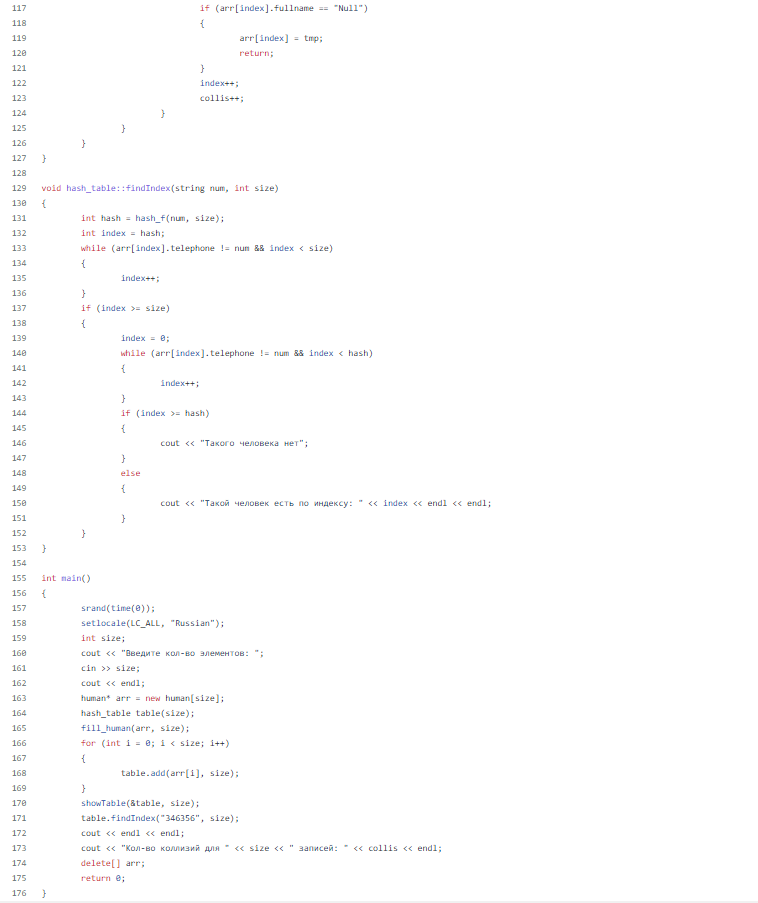 117 if (arr[index].fullname == "Null")
118 {
119 arr[index] = tmp;
120 return;
121 }
122 index++;
123 collis++;
124 }
125 }
126 }
127 }
128
129 void hash_table::findIndex(string num, int size)
130 {
131 int hash = hash_f(num, size);
132 int index = hash;
133 while (arr[index].telephone != num && index < size)
134 {
135 index++;
136 }
137 if (index >= size)
138 {
139 index = 0;
140 while (arr[index].telephone != num && index < hash)
141 {
142 index++;
143 }
144 if (index >= hash)
145 {
146 cout << "Такого человека нет";
147 }
148 else
149 {
150 cout << "Такой человек есть по индексу: " << index << endl << endl;
151 }
152 }
153 }
154
155 int main()
156 {
157 srand(time(0));
158 setlocale(LC_ALL, "Russian");
159 int size;
160 cout << "Введите кол-во элементов: ";
161 cin >> size;
162 cout << endl;
163 human* arr = new human[size];
164 hash_table table(size);
165 fill_human(arr, size);
166 for (int i = 0; i < size; i++)
167 {
168 table.add(arr[i], size);
169 }
170 showTable(&table, size);
171 table.findIndex("346356", size);
172 cout << endl << endl;
173 cout << "Кол-во коллизий для " << size << " записей: " << collis << endl;
174 delete[] arr;
175 return 0;
176 }